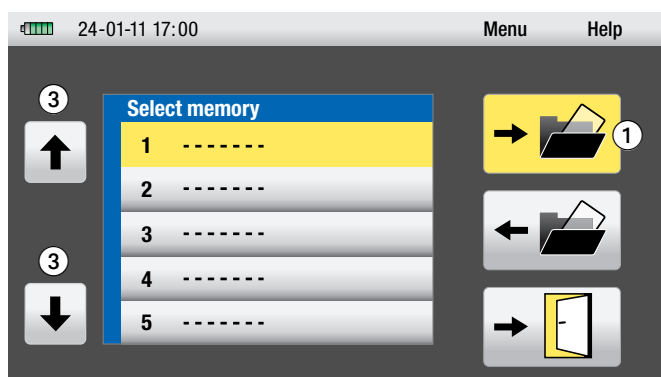 24-01-11 17:00 Menu Help
3
Select memory
1 - - - - - - -
1
2 - - - - - - -
3 - - - - - - -
3
4 - - - - - - -
5 - - - - - - -